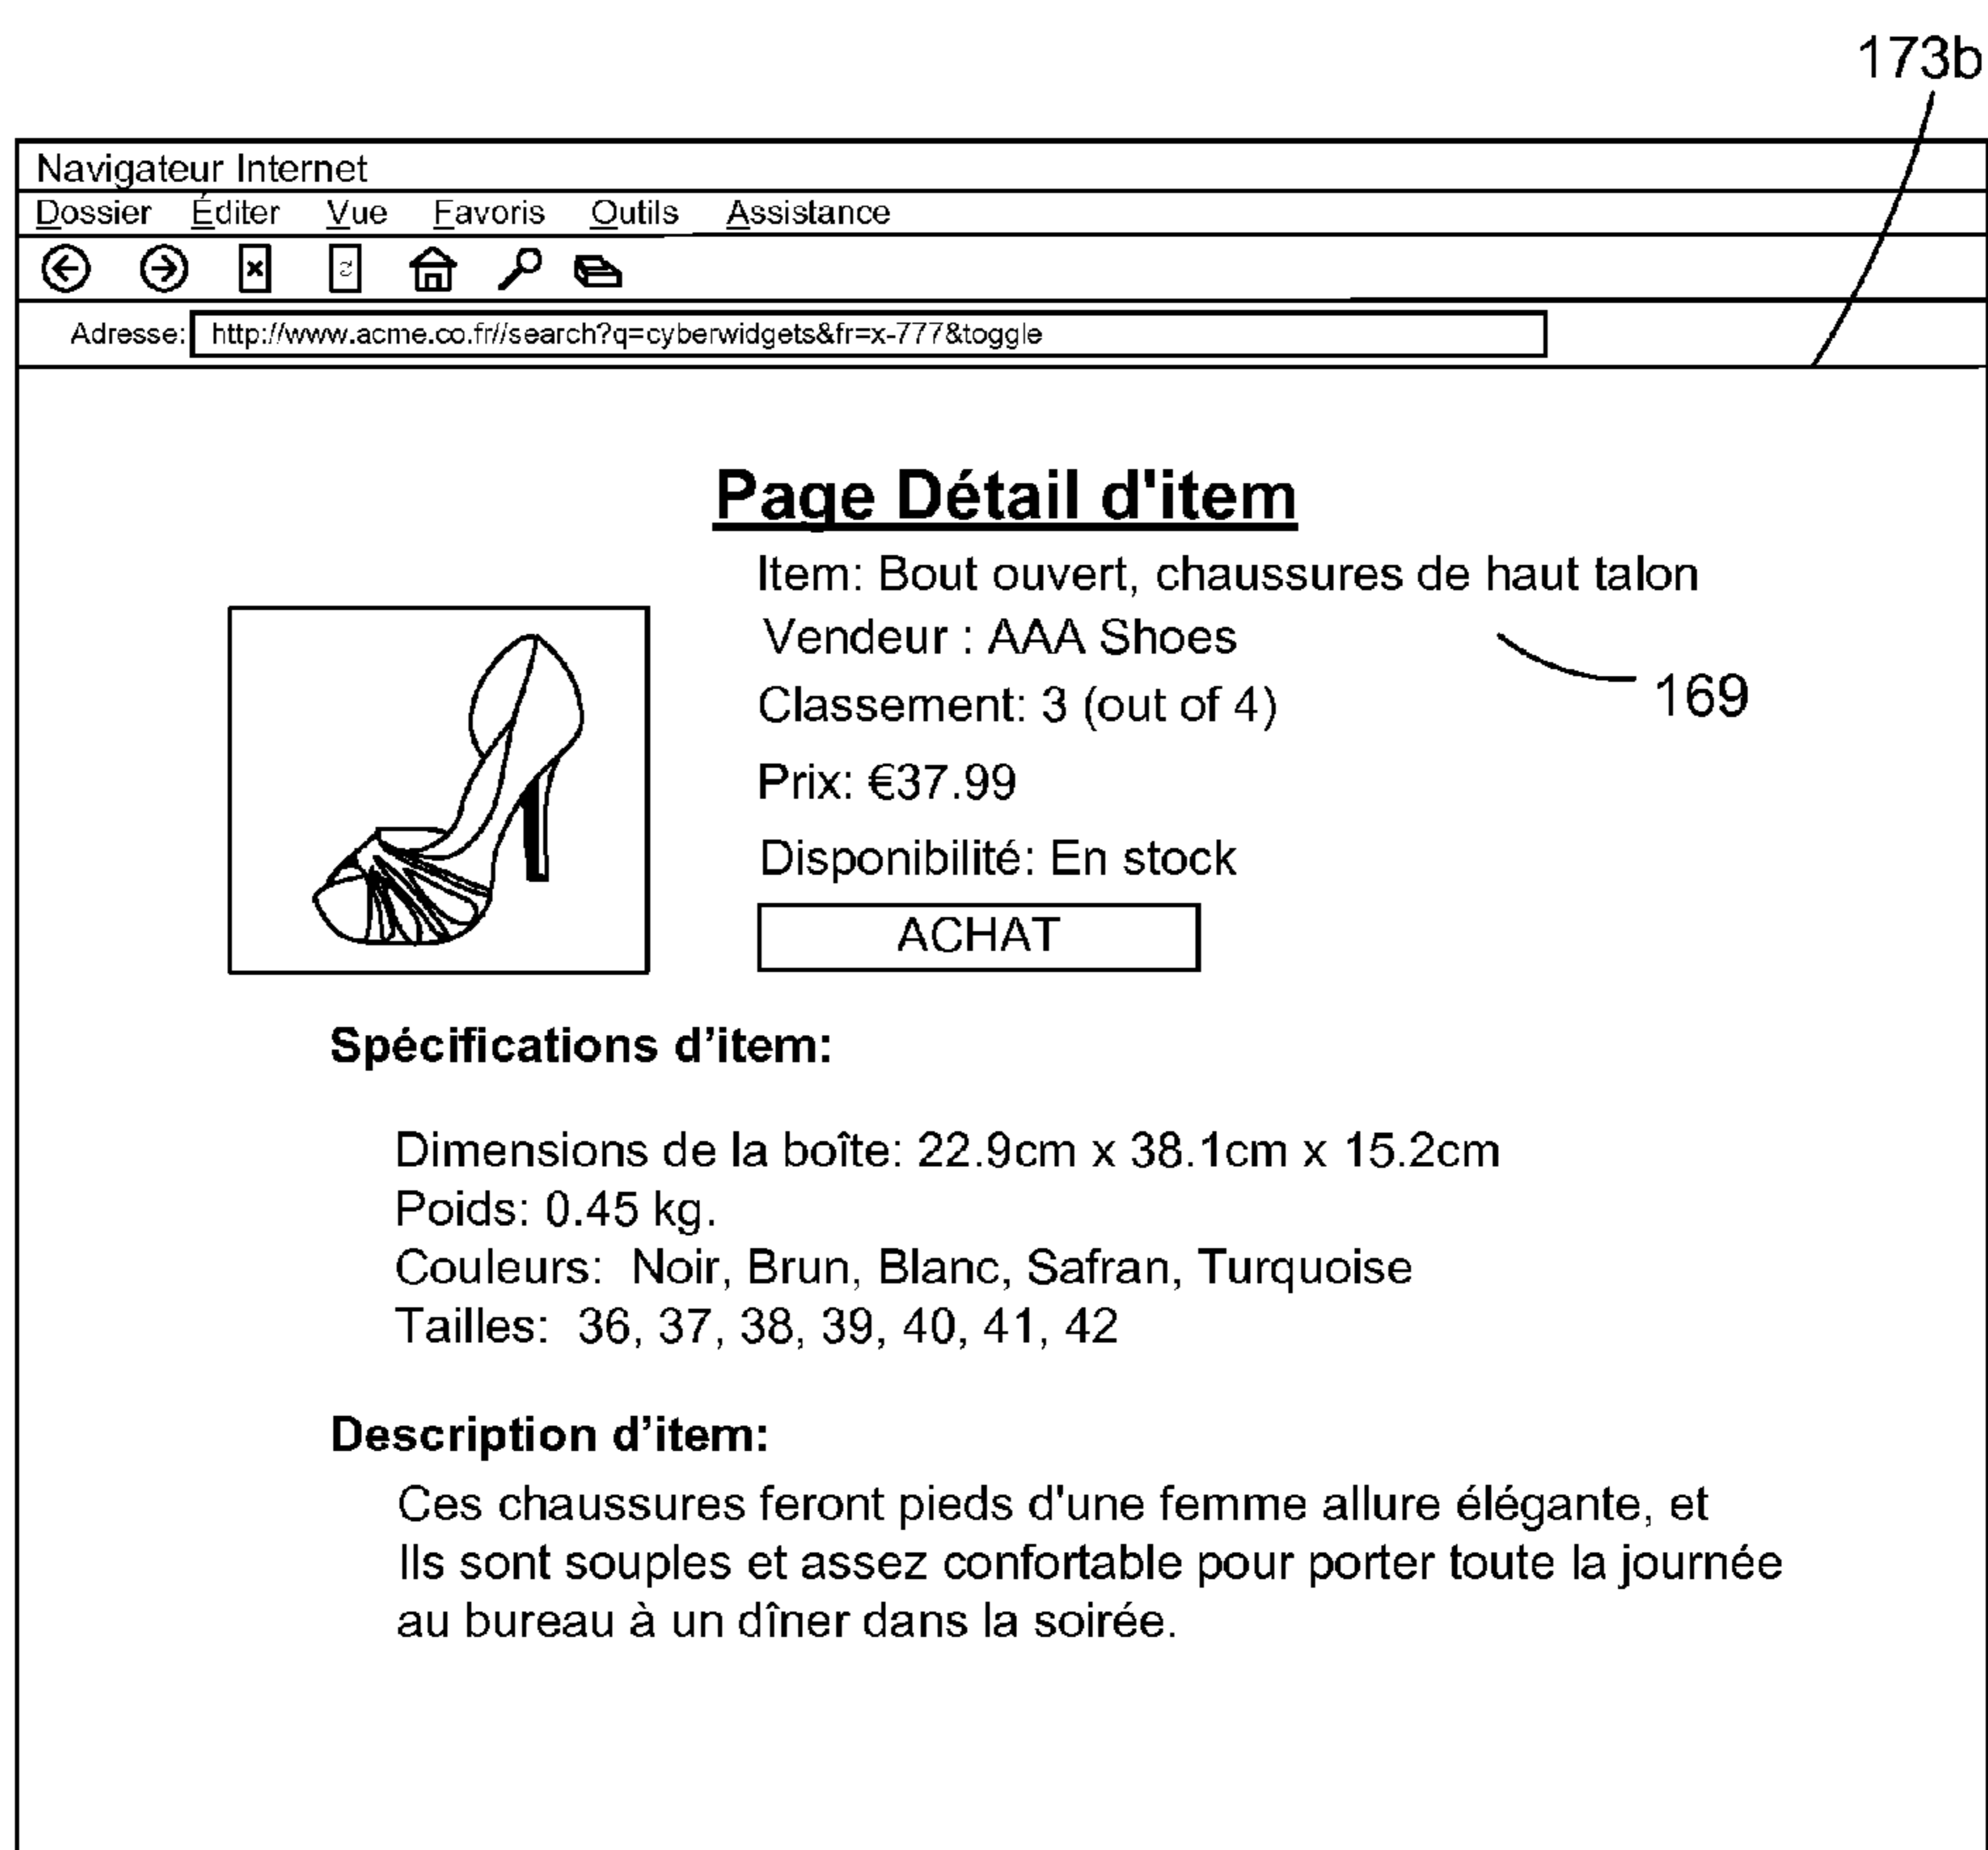 173b
Navigateur Internet
Dossier Éditer Vue Favoris Outils Assistance
Adresse: http://www.acme.co.fr//search?q=cyberwidgets&fr=x-777&toggle
Page Détail d'item
Item: Bout ouvert, chaussures de haut talon
Vendeur : AAA Shoes
169
Classement: 3 (out of 4)
Prix: €37.99
Disponibilité: En stock
ACHAT
Spécifications d’item:
Dimensions de la boîte: 22.9cm x 38.1cm x 15.2cm
Poids: 0.45 kg.
Couleurs: Noir, Brun, Blanc, Safran, Turquoise
Tailles: 36, 37, 38, 39, 40, 41, 42
Description d’item:
Ces chaussures feront pieds d'une femme allure élégante, et
Ils sont souples et assez confortable pour porter toute la journée
au bureau à un dîner dans la soirée.